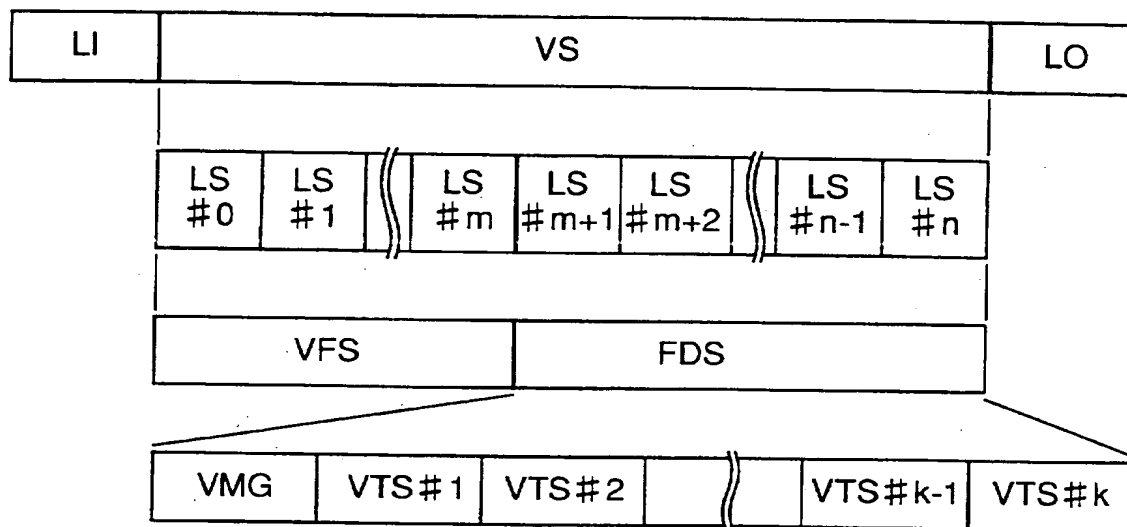 LI VS LO
LS LS LS LS LS LS LS
#0 #1 #m #m+1 #m+2 #n-1 #n
VFS FDS
VMG VTS#1 VTS#2 VTS#k-1 VTS#k